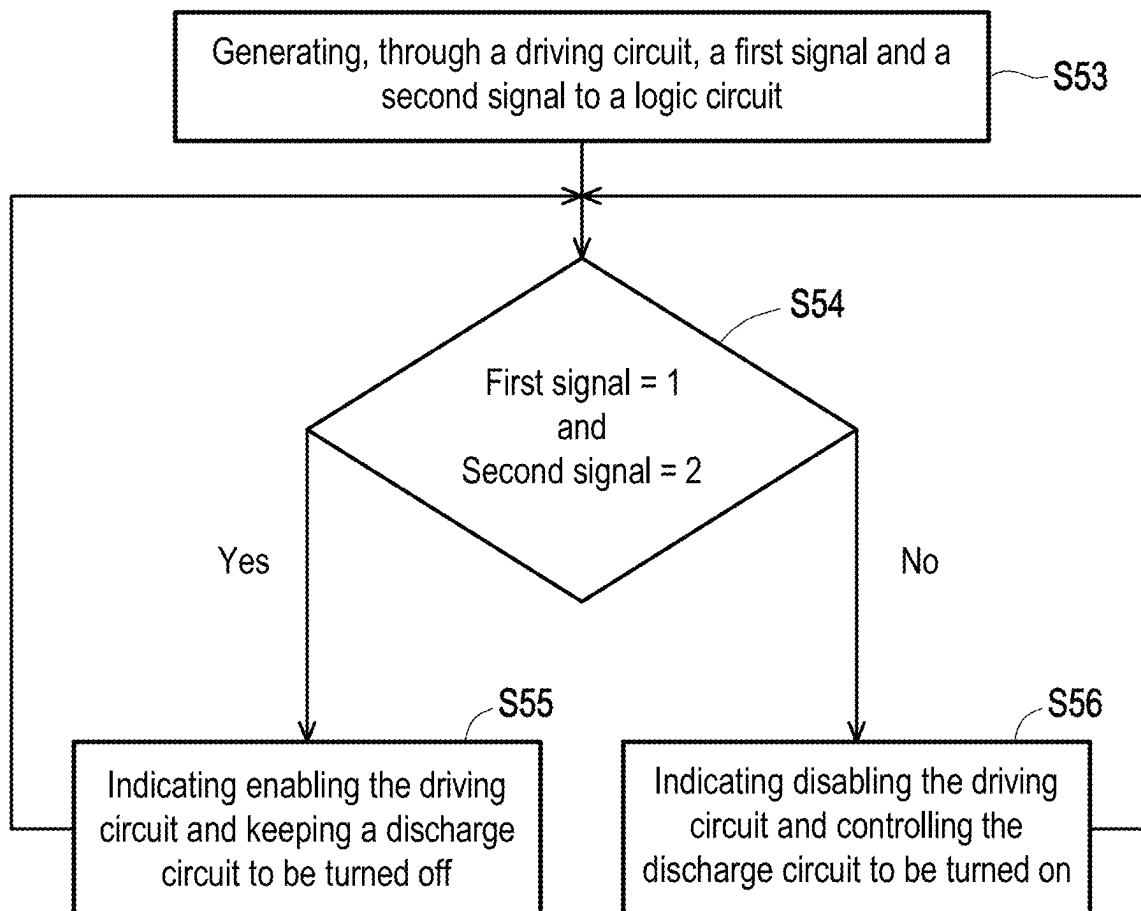 Generating, through a driving circuit, a first signal and a
second signal to a logic circuit
S53
S54
First signal = 1
and
Second signal = 2
Yes
No
S55
Indicating enabling the driving
circuit and keeping a discharge
circuit to be turned off
S56
Indicating disabling the driving
circuit and controlling the
discharge circuit to be turned on